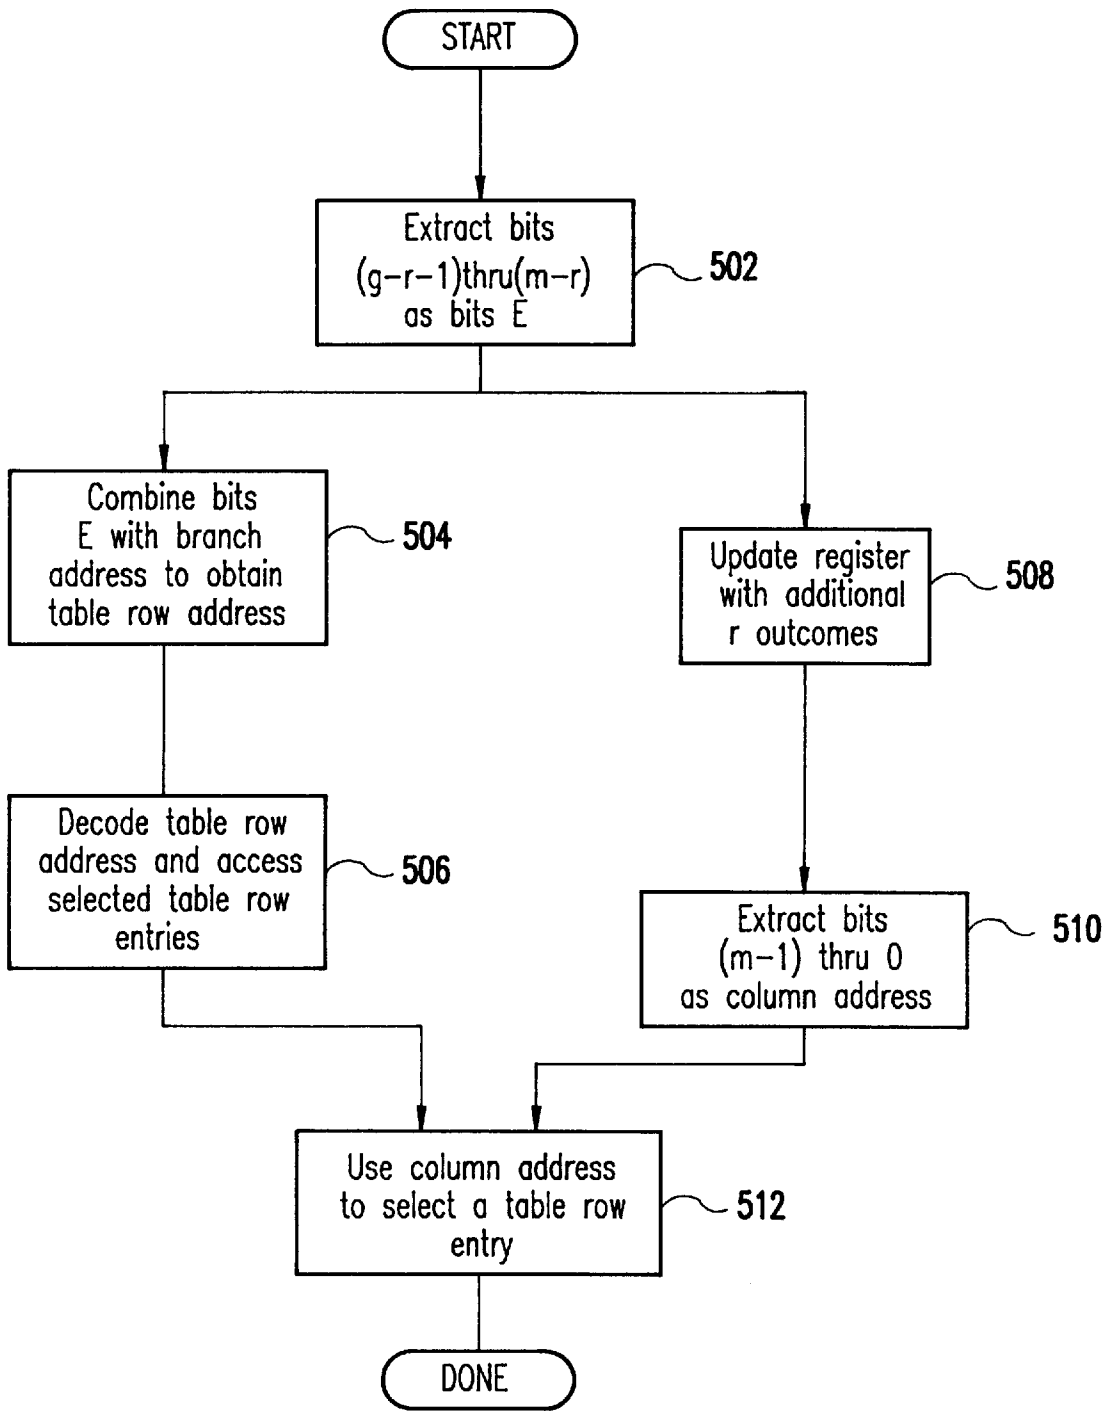 START
Extract bits
(g-r-1)thru(m-r)
as bits E
502
Combine bits
E with branch
address to obtain
table row address
504
Update register
with additional
r outcomes
508
Decode table row
address and access
selected table row
entries
506
Extract bits
(m-1) thru 0
as column address
510
Use column address
to select a table row
entry
512
DONE